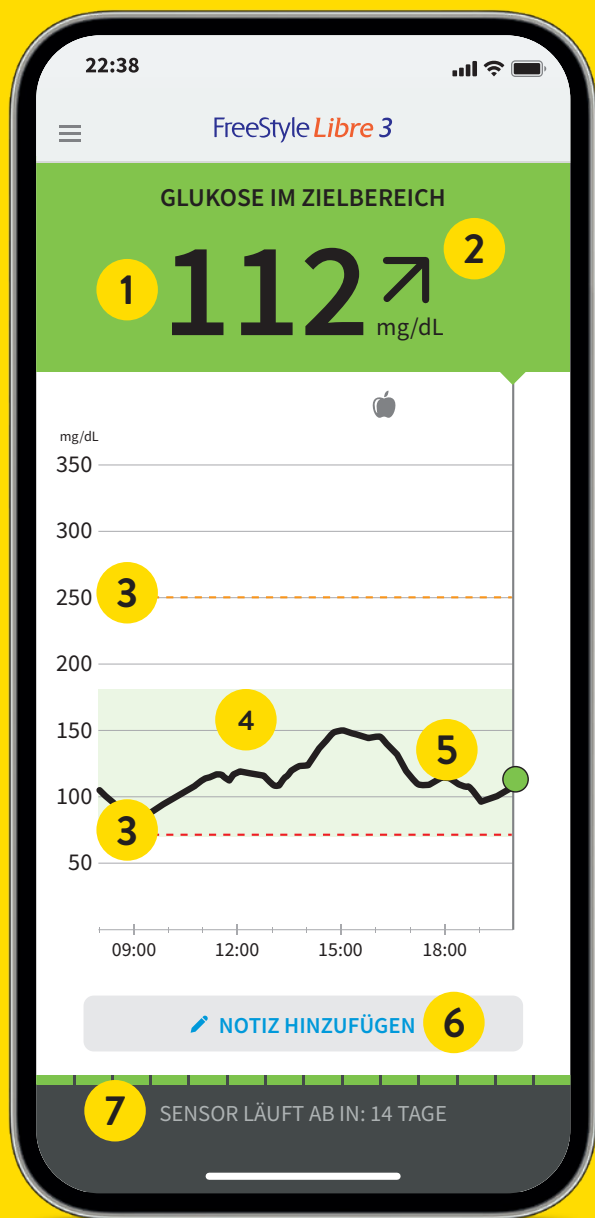 22:38
FreeStyle Libre 3
GLUKOSE IM ZIELBEREICH
1
112
2
mg/dL
mg/dL
350
300
250
3
200
4
150
5
100
3
50
09:00 12:00 15:00 18:00
NOTIZ HINZUFÜGEN 6
7 SENSOR LÄUFT AB IN: 14 TAGE